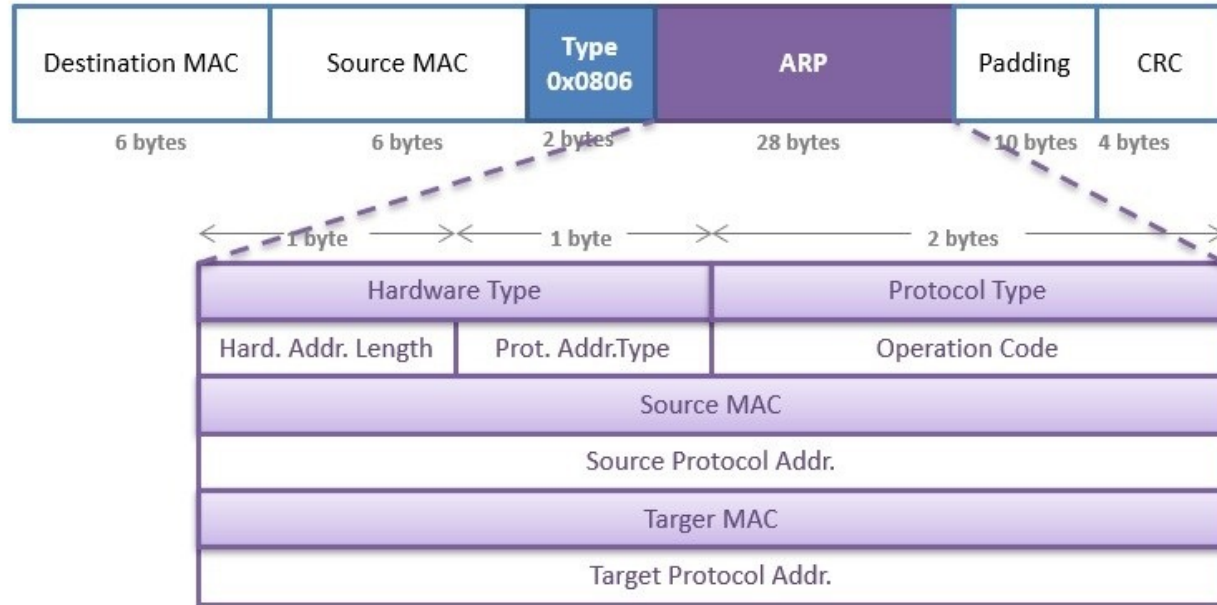 Destination MAC
Source MAC
Type
0x0806
ARP
Padding
CRC
6 bytes
6 bytes
2 bytes
28 bytes
10 bytes
4 bytes
1 byte
1 byte
2 bytes
Hardware Type
Protocol Type
Hard. Addr. Length
Prot. Addr.Type
Operation Code
Source MAC
Source Protocol Addr.
Targer MAC
Target Protocol Addr.